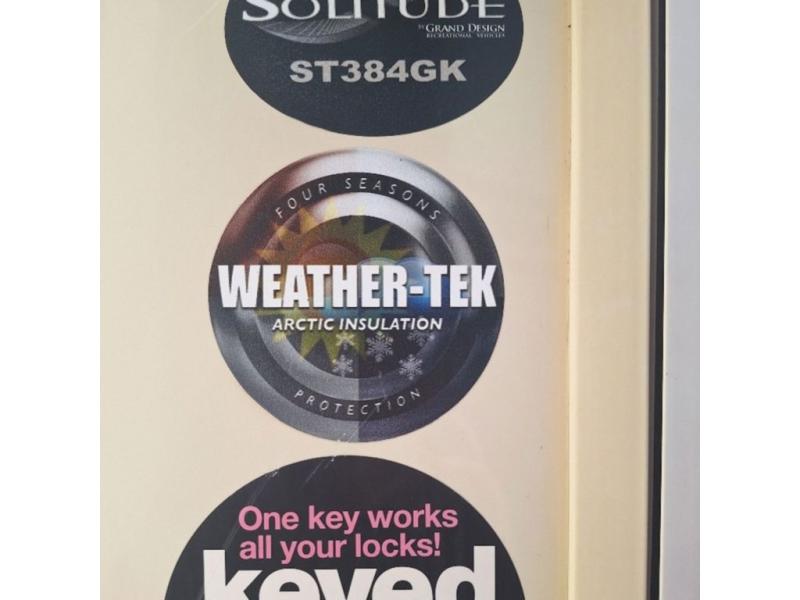 SOLITUDE
BY GRAND DESIGN
RECREATIONAL VEHICLES
ST384GK
FOUR SEASONS
WEATHER-TEK
ARCTIC INSULATION
PROTECTION
One key works
all your locks!
keyed